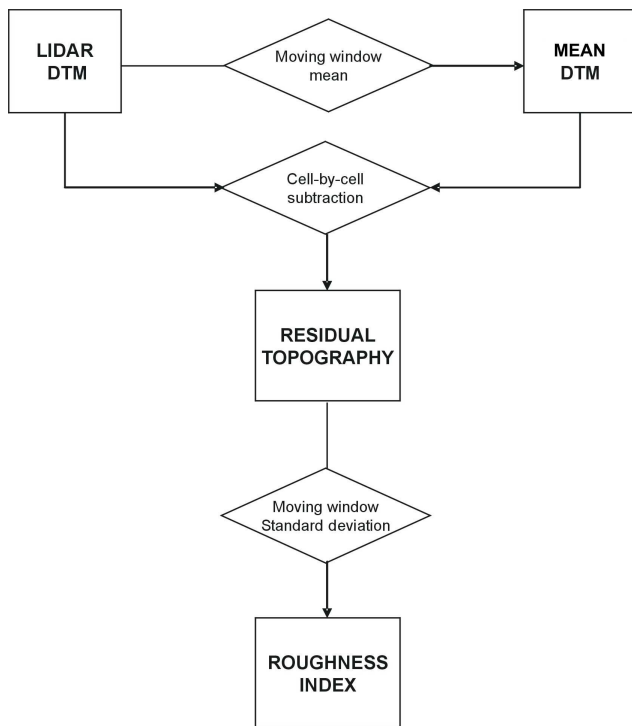 LIDAR
DTM
Moving window
mean
MEAN
DTM
Cell-by-cell
subtraction
RESIDUAL
TOPOGRAPHY
Moving window
Standard deviation
ROUGHNESS
INDEX